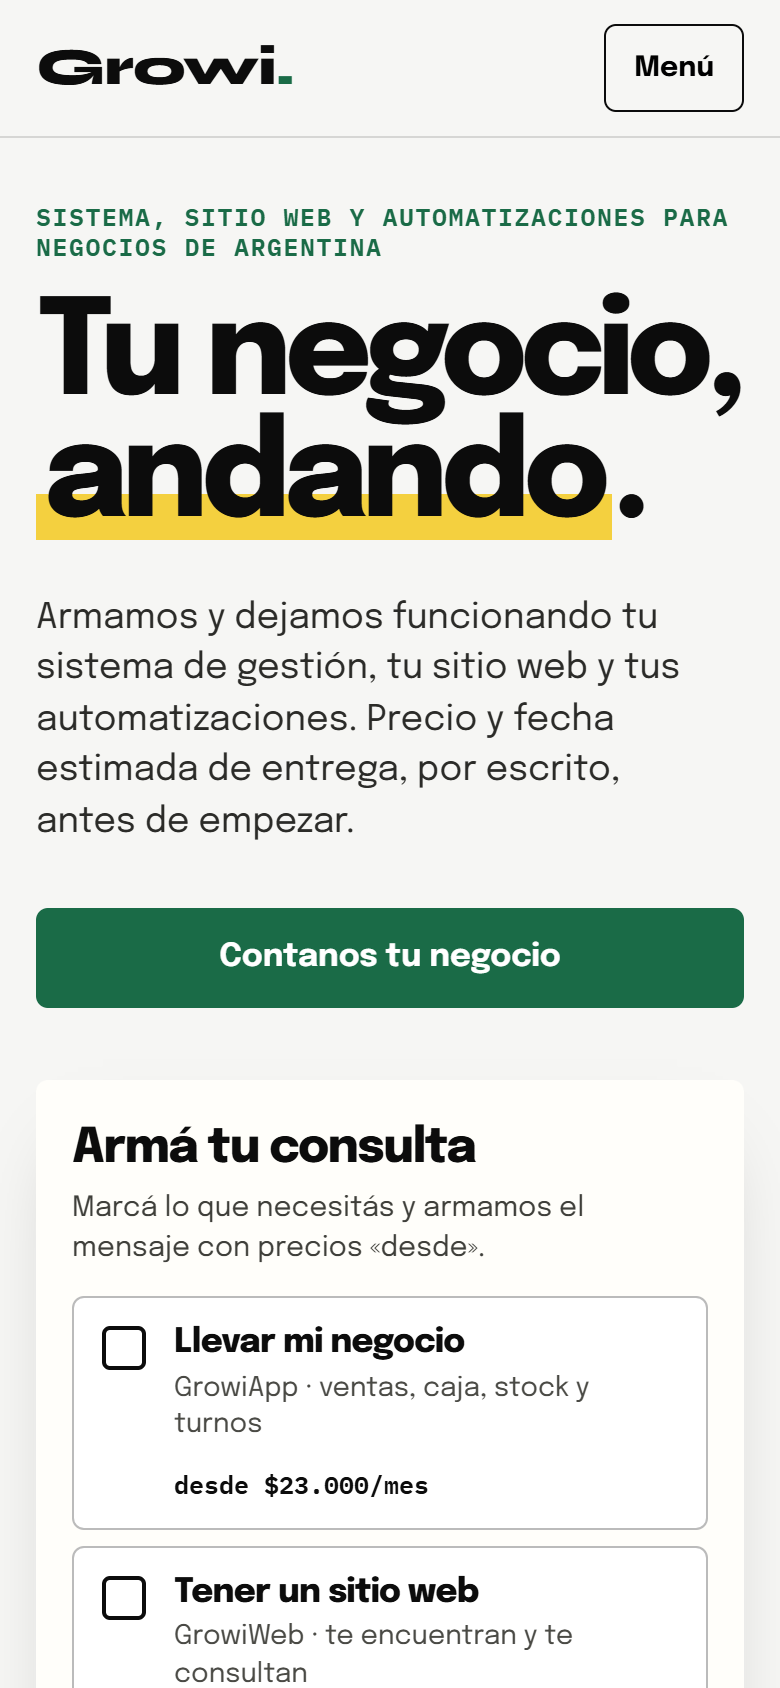 Growi.
Menú
SISTEMA, SITIO WEB Y AUTOMATIZACIONES PARA
NEGOCIOS DE ARGENTINA
Tu negocio,
andando.
Armamos y dejamos funcionando tu
sistema de gestión, tu sitio web y tus
automatizaciones. Precio y fecha
estimada de entrega, por escrito,
antes de empezar.
Contanos tu negocio
Armá tu consulta
Marcá lo que necesitás y armamos el
mensaje con precios «desde».
Llevar mi negocio
GrowiApp · ventas, caja, stock y
turnos
desde $23.000/mes
Tener un sitio web
GrowiWeb · te encuentran y te
consultan